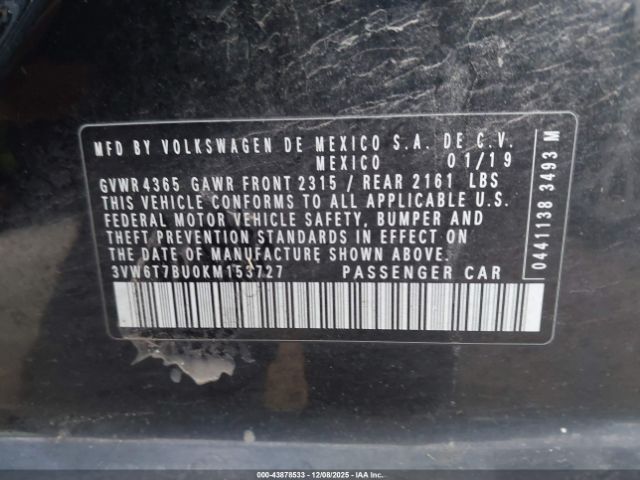 MFD BY VOLKSWAGEN DE MEXICO S.A. DE C.V.
MEXICO 01/19
GVWR 4365 GAWR FRONT 2315 / REAR 2161 LBS
THIS VEHICLE CONFORMS TO ALL APPLICABLE U.S.
FEDERAL MOTOR VEHICLE SAFETY, BUMPER AND
THEFT PREVENTION STANDARDS IN EFFECT ON
THE DATE OF MANUFACTURE SHOWN ABOVE.
3VW6T7BU0KM153727 PASSENGER CAR
0441138 3493 M
000-43878533 - 12/08/2025 - COPART